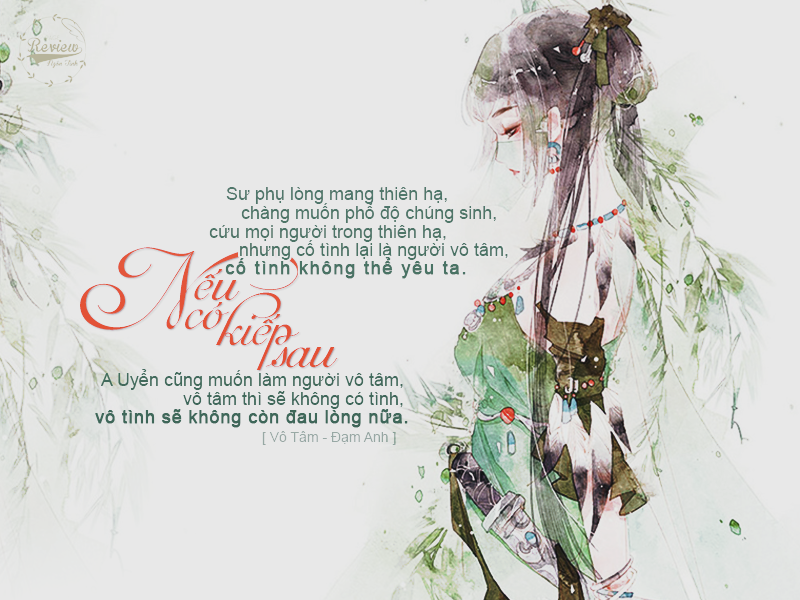 Review
Ngôn Tình
Sư phụ lòng mang thiên hạ,
chàng muốn phổ độ chúng sinh,
cứu mọi người trong thiên hạ,
nhưng cố tình lại là người vô tâm,
cố tình không thể yêu ta.
Nếu
có
kiếp
sau
A Uyển cũng muốn làm người vô tâm,
vô tâm thì sẽ không có tình,
vô tình sẽ không còn đau lòng nữa.
[ Vô Tâm - Đạm Anh ]